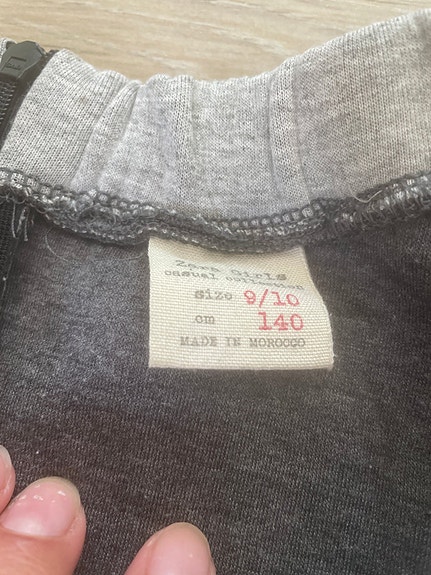 Zara Girls
casual collection
size 9/10
cm 140
MADE IN MOROCCO